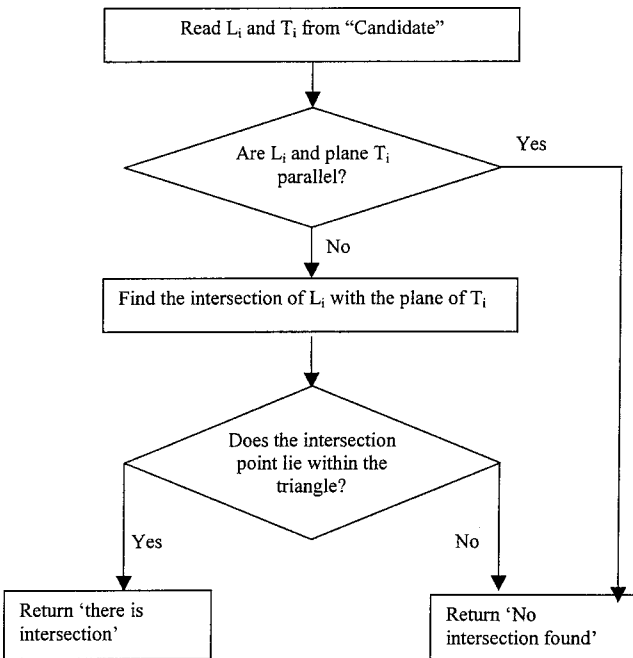 Read Lᵢ and Tᵢ from “Candidate”
Are Lᵢ and plane Tᵢ
parallel?
Yes
No
Find the intersection of Lᵢ with the plane of Tᵢ
Does the intersection
point lie within the
triangle?
Yes
No
Return ‘there is
intersection’
Return ‘No
intersection found’